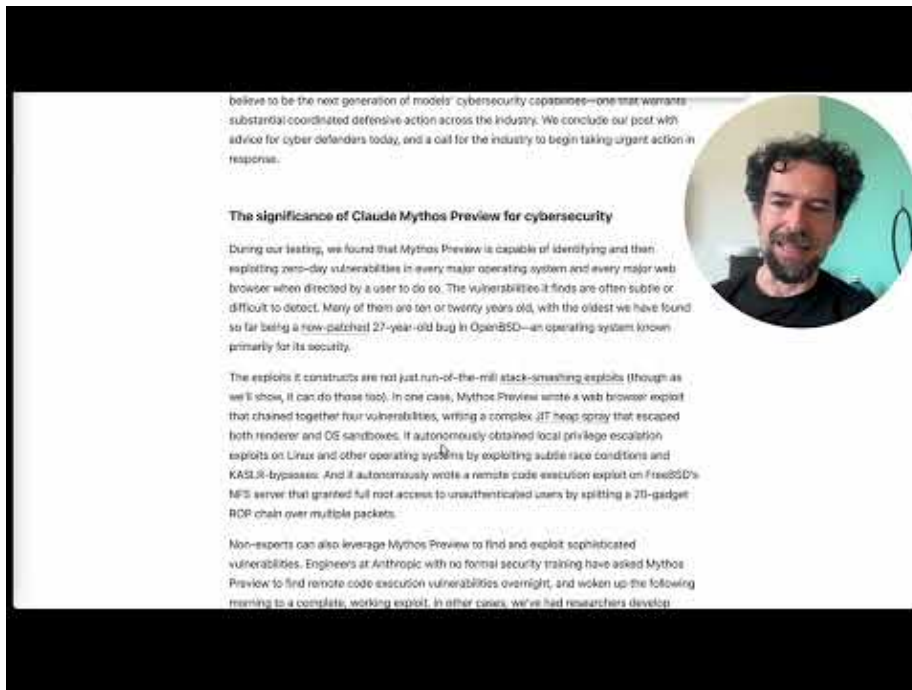 believe to be the next generation of models' cybersecurity capabilities—one that warrants
substantial coordinated defensive action across the industry. We conclude our post with
advice for cyber defenders today, and a call for the industry to begin taking urgent action in
response.
The significance of Claude Mythos Preview for cybersecurity
During our testing, we found that Mythos Preview is capable of identifying and then
exploiting zero-day vulnerabilities in every major operating system and every major web
browser when directed by a user to do so. The vulnerabilities it finds are often subtle or
difficult to detect. Many of them are ten or twenty years old, with the oldest we have found
so far being a now-patched 27-year-old bug in OpenBSD—an operating system known
primarily for its security.
The exploits it constructs are not just run-of-the-mill stack-smashing exploits (though as
we'll show, it can do those too). In one case, Mythos Preview wrote a web browser exploit
that chained together four vulnerabilities, writing a complex JIT heap spray that escaped
both renderer and OS sandboxes. It autonomously obtained local privilege escalation
exploits on Linux and other operating systems by exploiting subtle race conditions and
KASLR-bypasses. And it autonomously wrote a remote code execution exploit on FreeBSD's
NFS server that granted full root access to unauthenticated users by splitting a 20-gadget
ROP chain over multiple packets.
Non-experts can also leverage Mythos Preview to find and exploit sophisticated
vulnerabilities. Engineers at Anthropic with no formal security training have asked Mythos
Preview to find remote code execution vulnerabilities overnight, and woken up the following
morning to a complete, working exploit. In other cases, we've had researchers develop